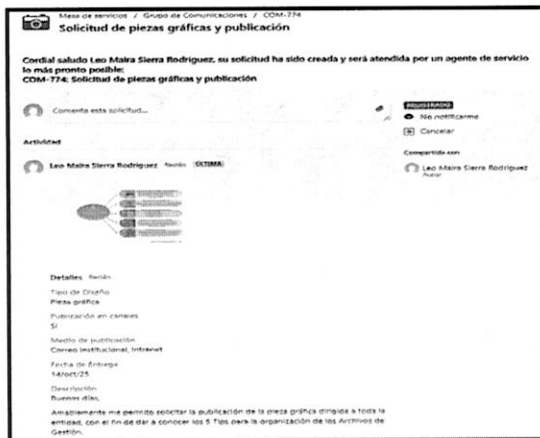 Mesa de servicios / Grupo de Comunicaciones / COM-774
Solicitud de piezas gráficas y publicación
Cordial saludo Leo Maira Sierra Rodriguez, su solicitud ha sido creada y será atendida por un agente de servicio
lo más pronto posible:
COM-774: Solicitud de piezas gráficas y publicación
Comenta esta solicitud...
REGISTRADO
No notificarme
Cancelar
Actividad
Compartida con
Leo Maira Sierra Rodriguez Recién ÚLTIMA
Leo Maira Sierra Rodriguez
Autor
Detalles Recién
Tipo de Diseño
Pieza gráfica
Publicación en canales
Si
Medio de publicación
Correo Institucional, Intranet
Fecha de Entrega
14/oct/25
Descripción
Buenos días,
Amablemente me permito solicitar la publicación de la pieza gráfica dirigida a toda la
entidad, con el fin de dar a conocer los 5 Tips para la organización de los Archivos de
Gestión.